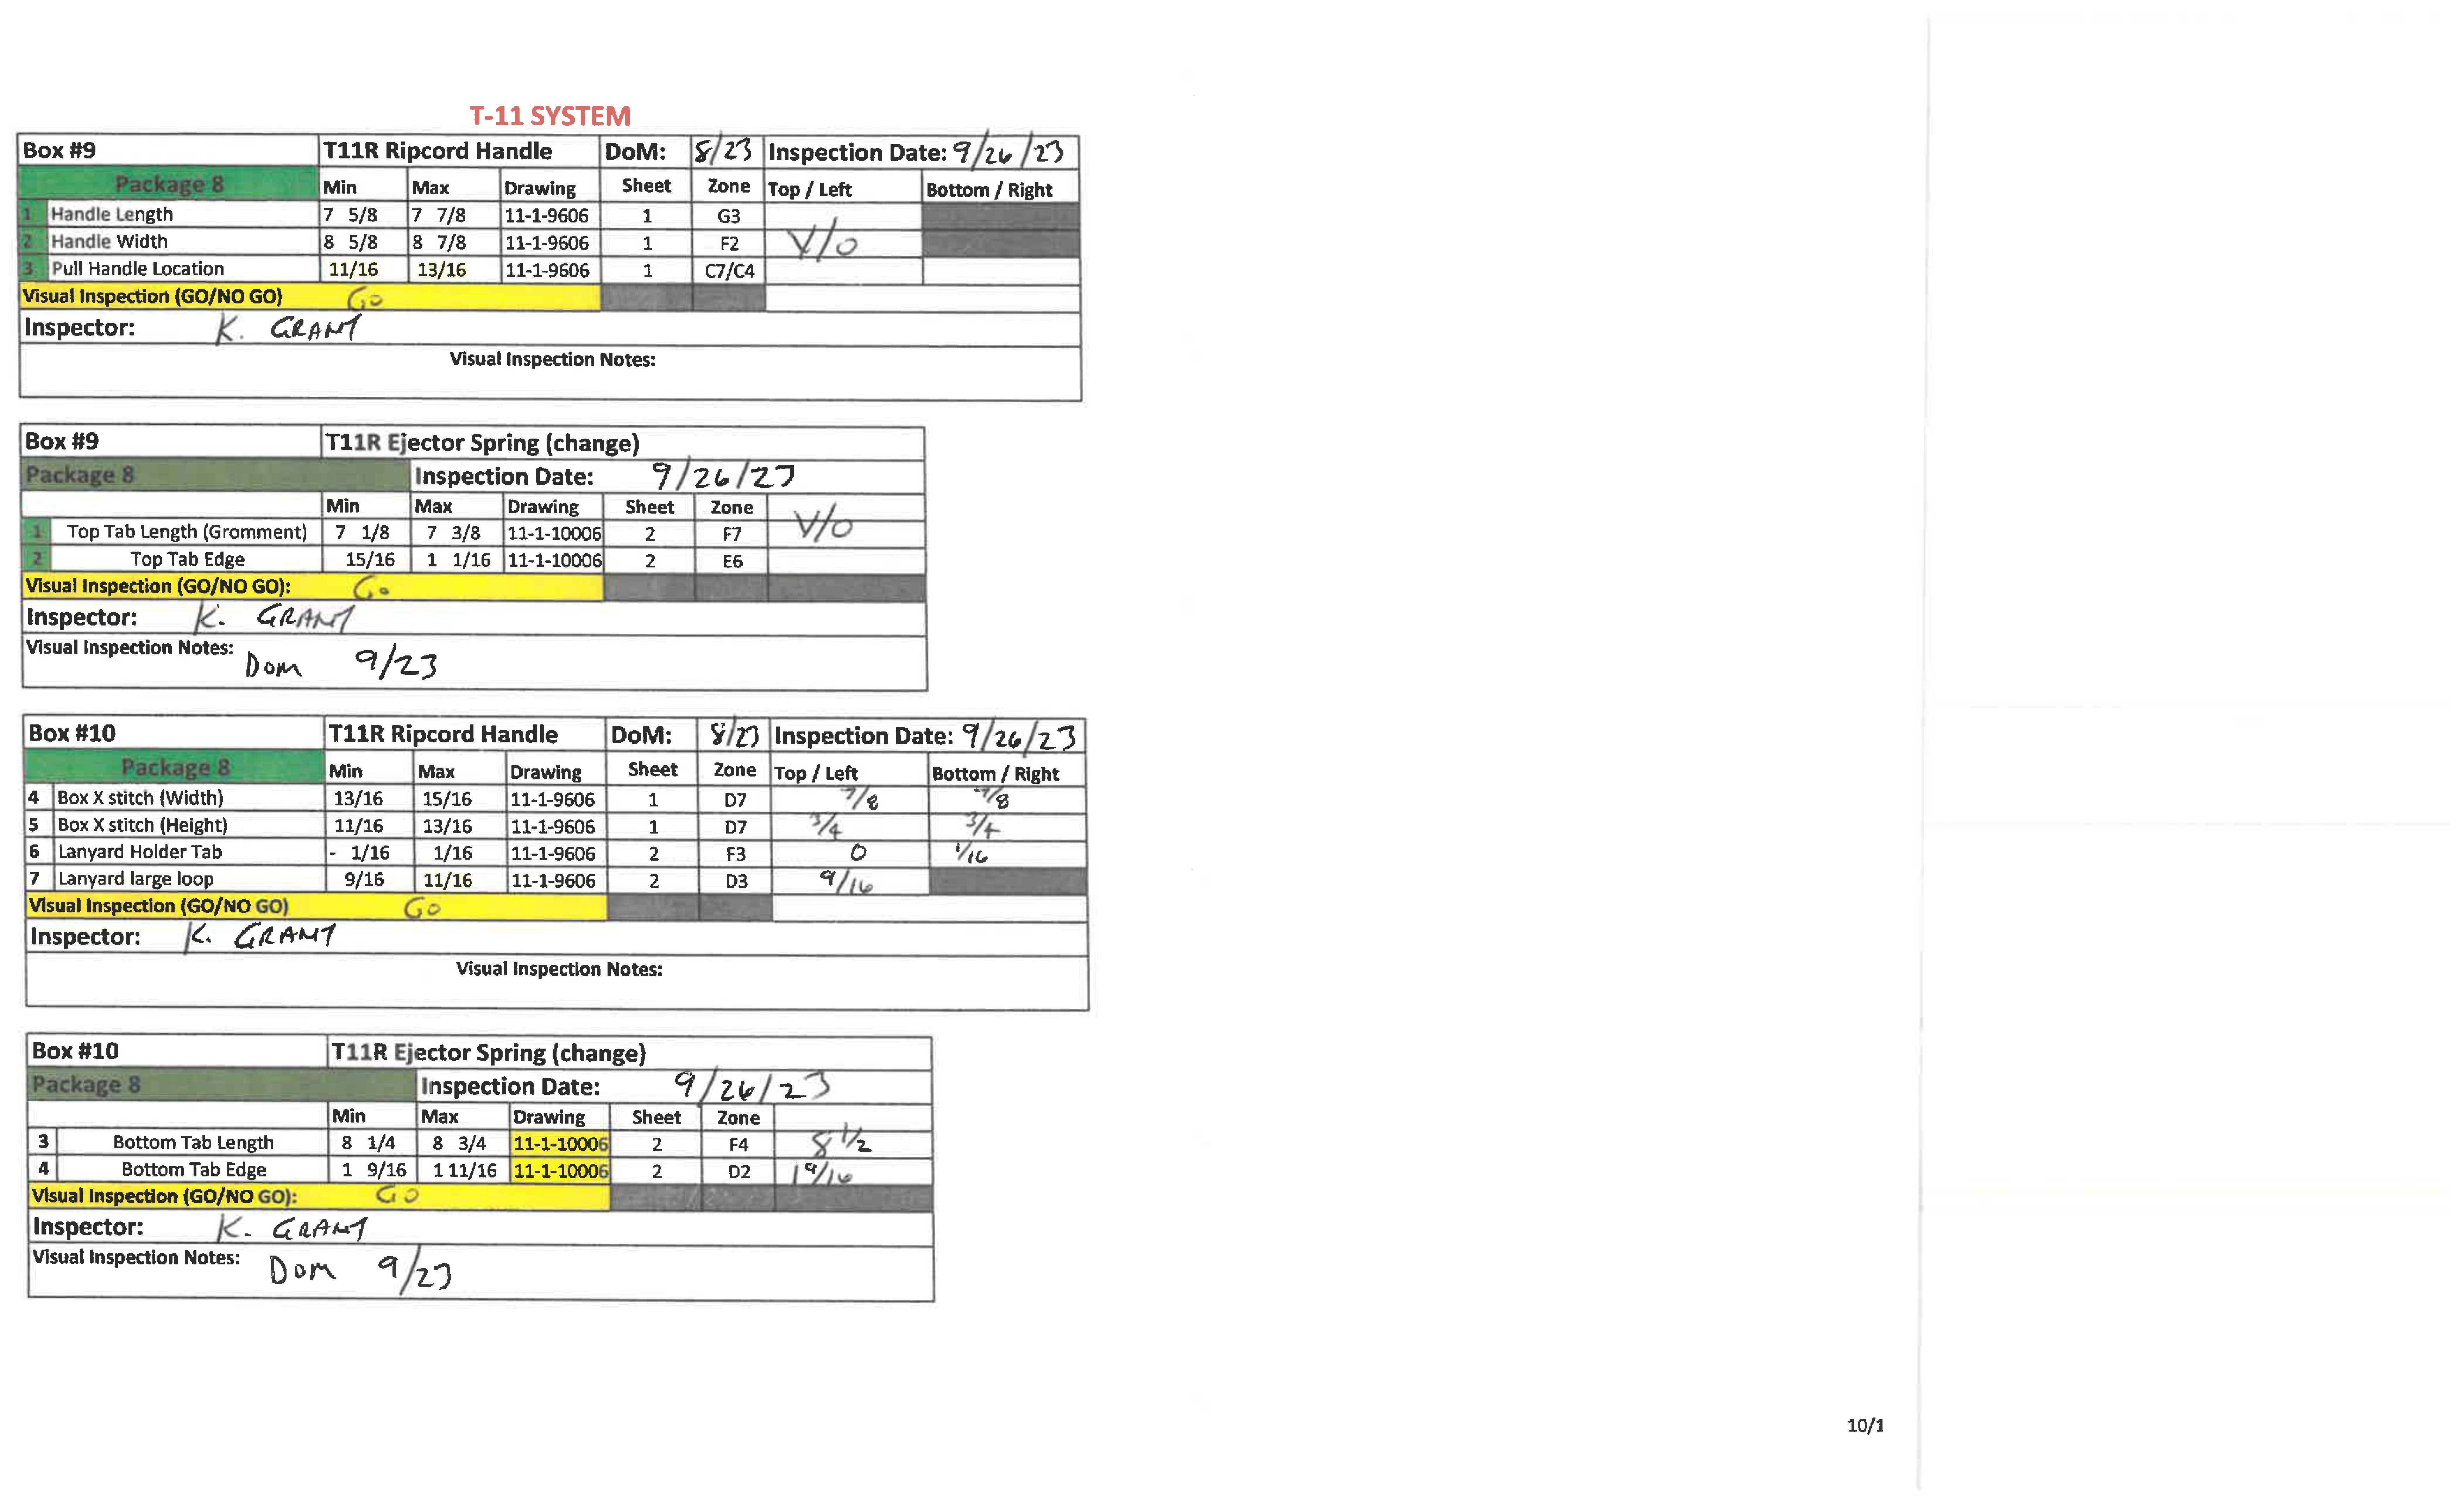 T-11 SYSTEM
Box #9 T11R Ripcord Handle DoM: 8/23 Inspection Date: 9/26/23
Package 8 Min Max Drawing Sheet Zone Top / Left Bottom / Right
1 Handle Length 7 5/8 7 7/8 11-1-9606 1 G3
2 Handle Width 8 5/8 8 7/8 11-1-9606 1 F2 V/O
3 Pull Handle Location 11/16 13/16 11-1-9606 1 C7/C4
Visual Inspection (GO/NO GO) GO
Inspector: K. GRANT
Visual Inspection Notes:
Box #9 T11R Ejector Spring (change)
Package 8 Inspection Date: 9/26/23
Min Max Drawing Sheet Zone
1 Top Tab Length (Gromment) 7 1/8 7 3/8 11-1-10006 2 F7 V/O
2 Top Tab Edge 15/16 1 1/16 11-1-10006 2 E6
Visual Inspection (GO/NO GO): Go
Inspector: K. GRANT
Visual Inspection Notes: Dom 9/23
Box #10 T11R Ripcord Handle DoM: 8/23 Inspection Date: 9/26/23
Package 8 Min Max Drawing Sheet Zone Top / Left Bottom / Right
4 Box X stitch (Width) 13/16 15/16 11-1-9606 1 D7 7/8 7/8
5 Box X stitch (Height) 11/16 13/16 11-1-9606 1 D7 3/4 3/4
6 Lanyard Holder Tab - 1/16 1/16 11-1-9606 2 F3 0 1/16
7 Lanyard large loop 9/16 11/16 11-1-9606 2 D3 9/16
Visual Inspection (GO/NO GO) GO
Inspector: K. GRANT
Visual Inspection Notes:
Box #10 T11R Ejector Spring (change)
Package 8 Inspection Date: 9/26/23
Min Max Drawing Sheet Zone
3 Bottom Tab Length 8 1/4 8 3/4 11-1-10006 2 F4 8 1/2
4 Bottom Tab Edge 1 9/16 1 11/16 11-1-10006 2 D2 1 9/16
Visual Inspection (GO/NO GO): GO
Inspector: K. GRANT
Visual Inspection Notes: Dom 9/23
10/1